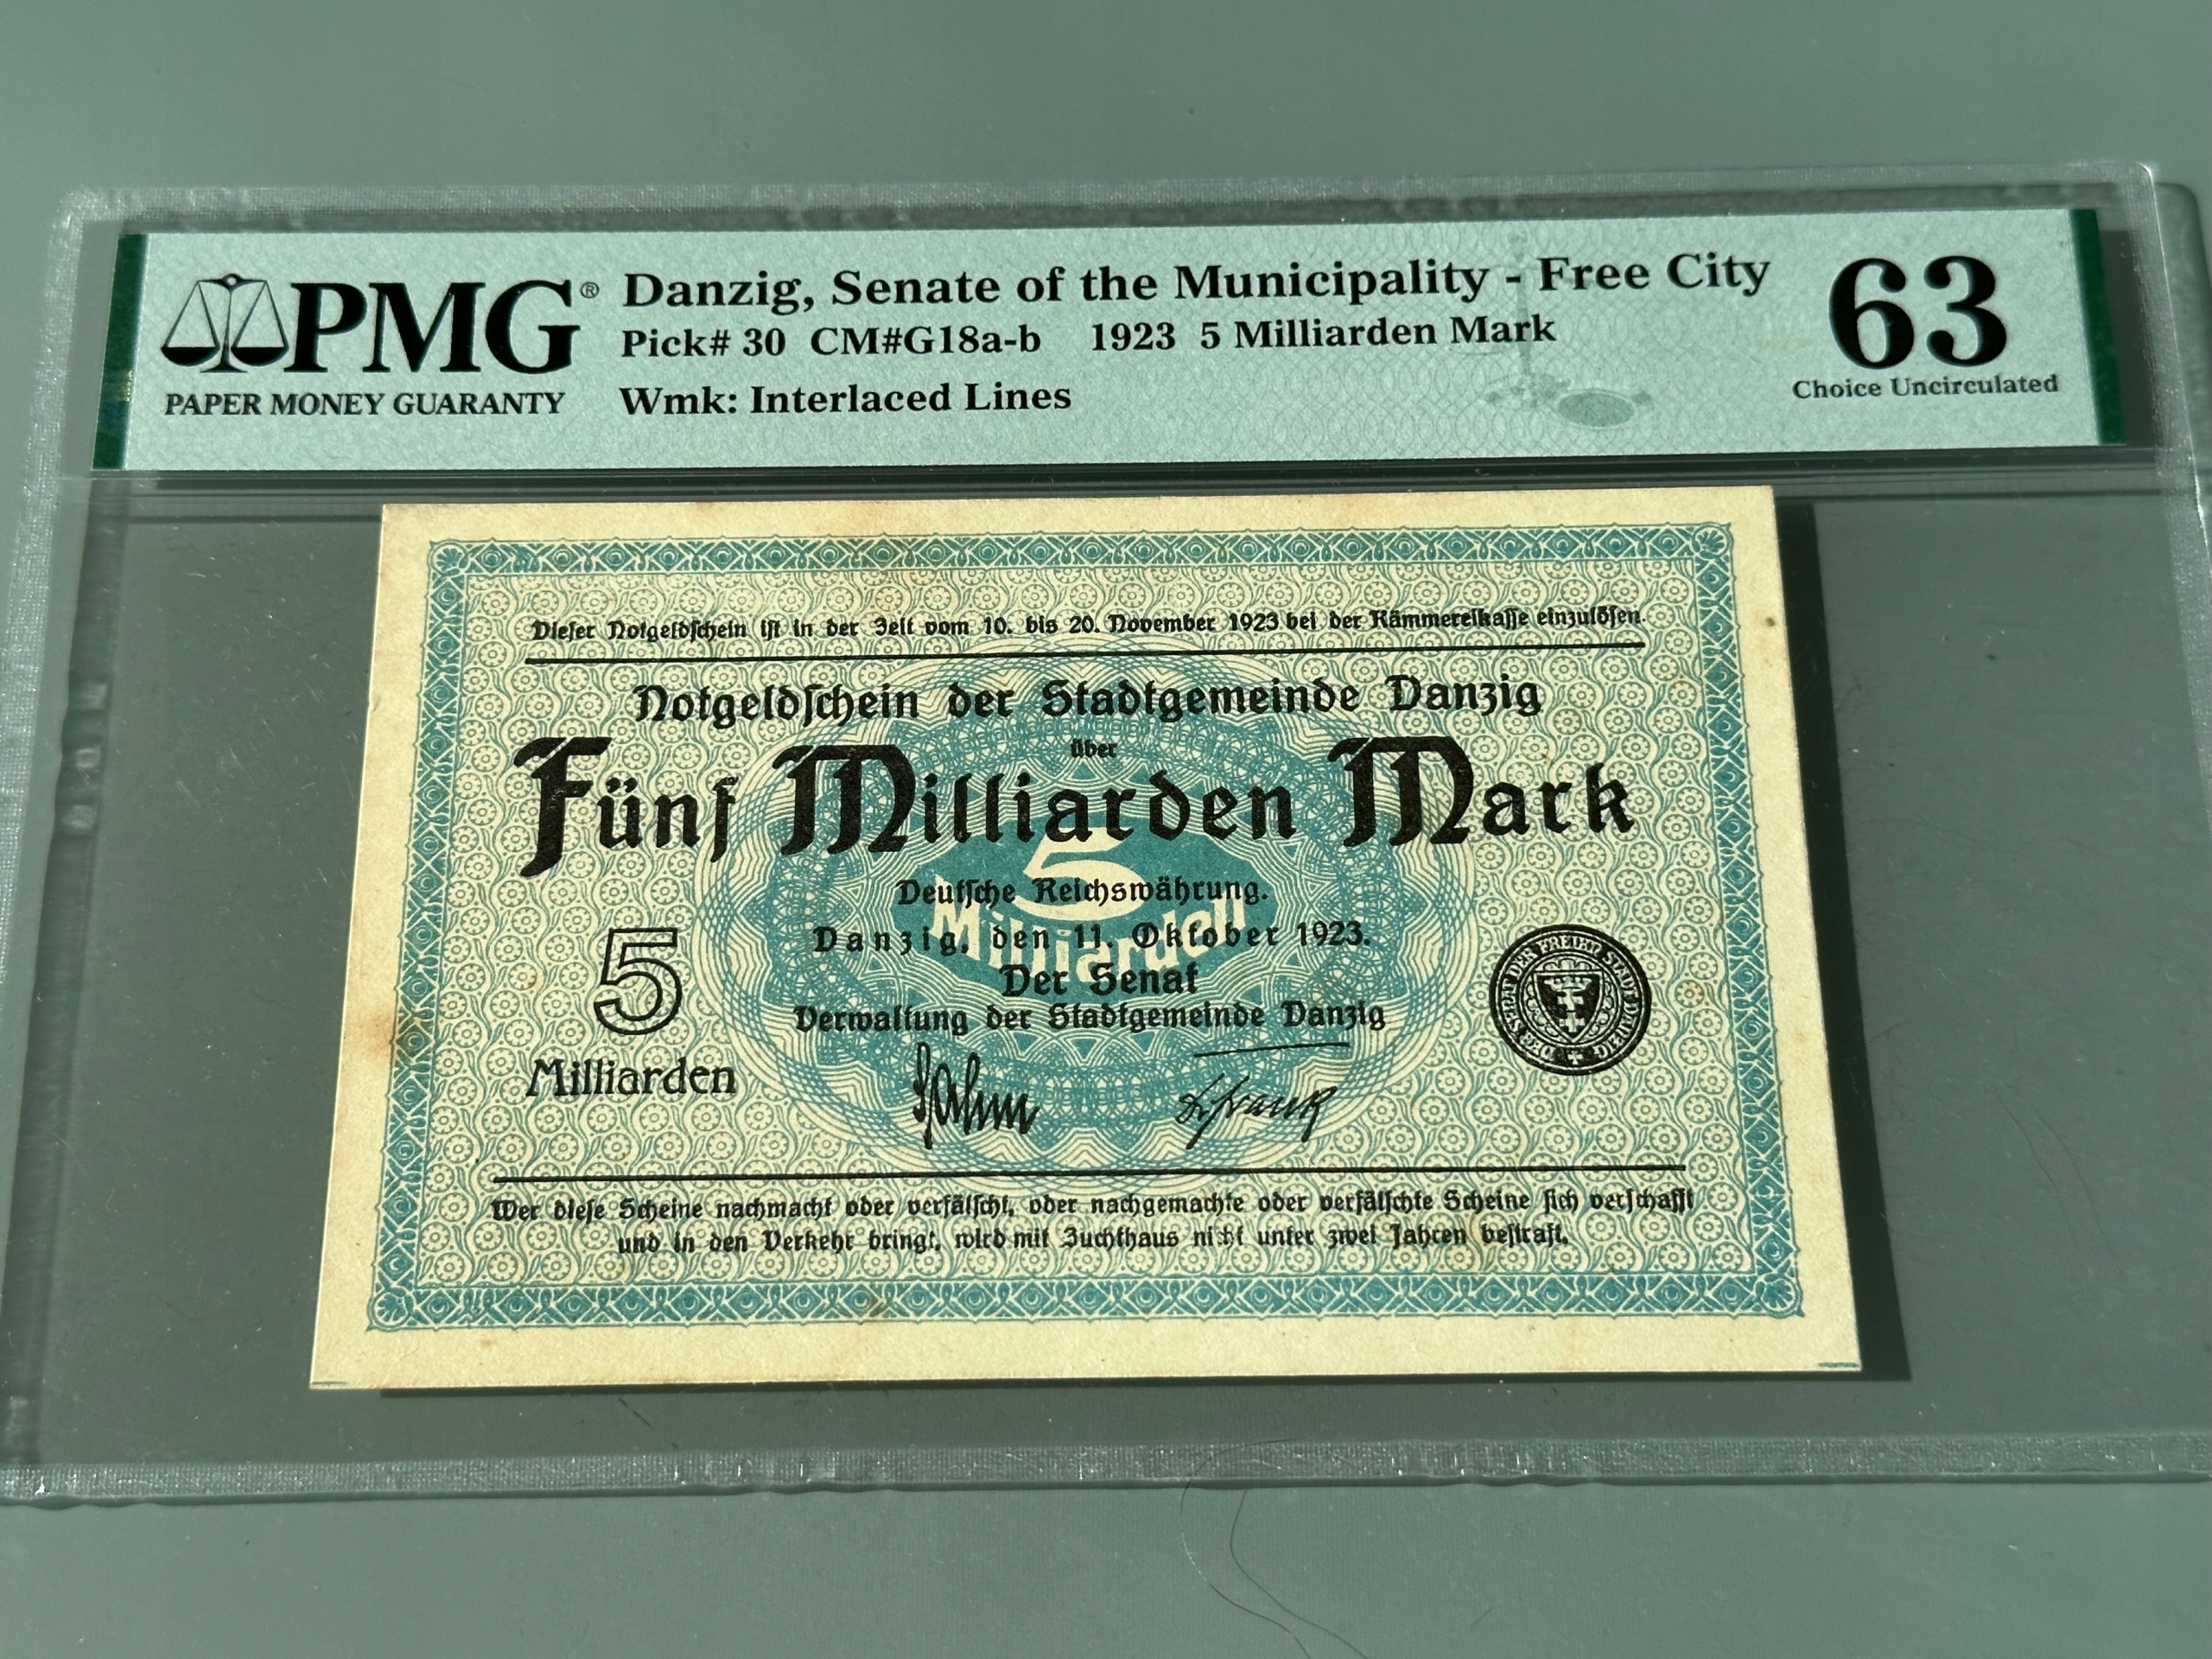 PMG®
PAPER MONEY GUARANTY
Danzig, Senate of the Municipality - Free City
Pick# 30 CM#G18a-b 1923 5 Milliarden Mark
Wmk: Interlaced Lines
63
Choice Uncirculated
Dieſer Notgeldſchein iſt in der Zeit vom 10. bis 20. November 1923 bei der Kämmereikaſſe einzulöſen.
Notgeldſchein der Stadtgemeinde Danzig
über
Fünf Milliarden Mark
5
Milliarden
Deutſche Reichswährung.
Danzig, den 11. Oktober 1923.
Der Senat
Verwaltung der Stadtgemeinde Danzig
5
Milliarden
Sahm
Dr. Frank
Wer dieſe Scheine nachmacht oder verfälſcht, oder nachgemachte oder verfälſchte Scheine ſich verſchafft
und in den Verkehr bringt, wird mit Zuchthaus nicht unter zwei Jahren beſtraft.